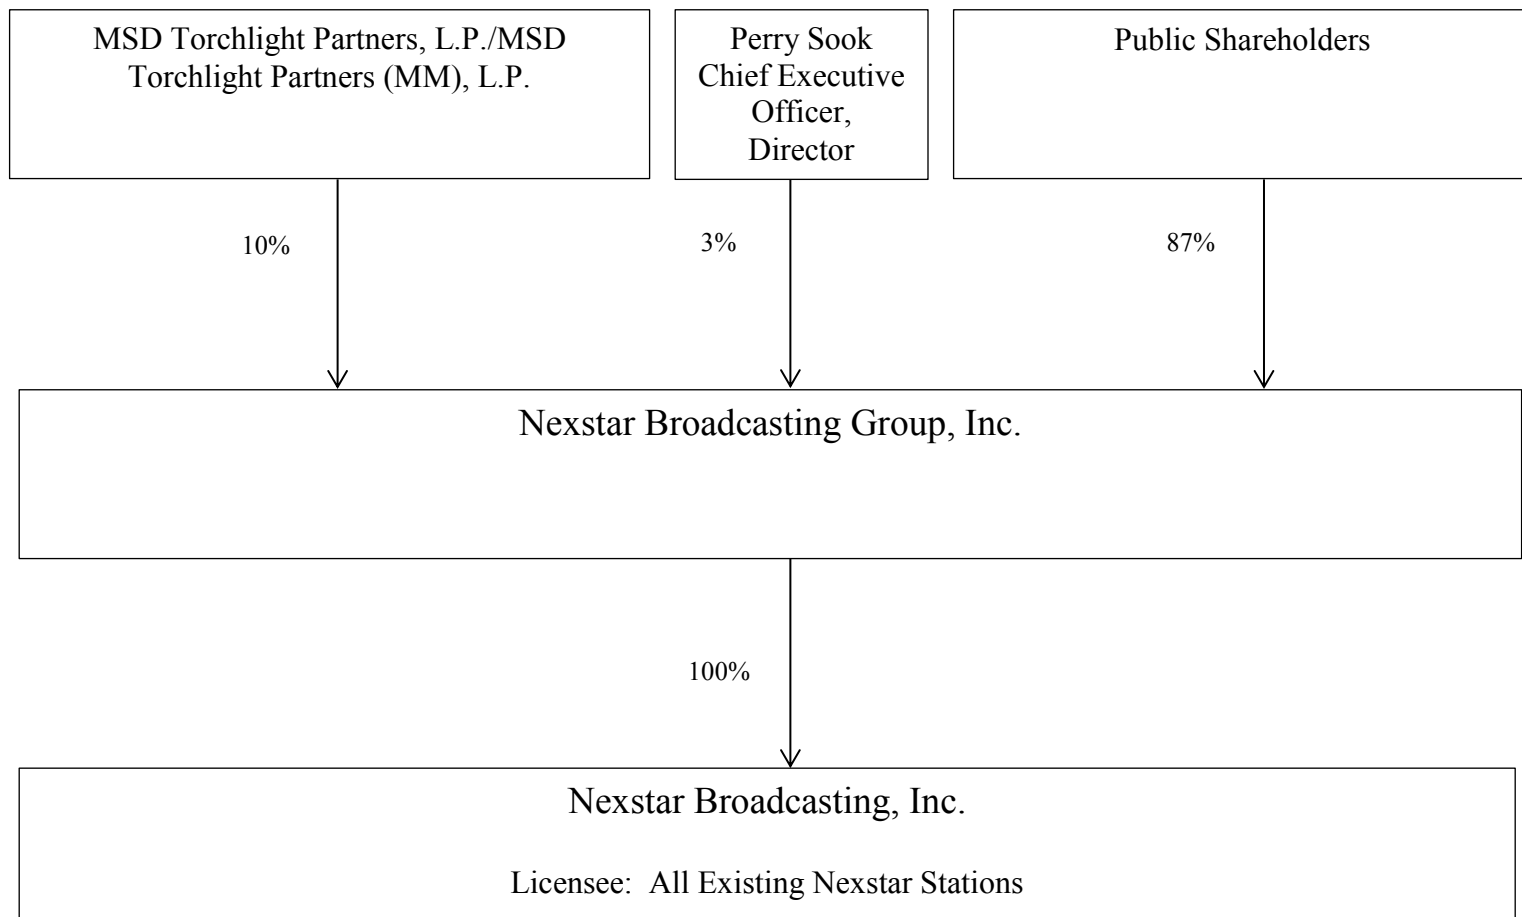 MSD Torchlight Partners, L.P./MSD
Torchlight Partners (MM), L.P.
Perry Sook
Chief Executive
Officer,
Director
Public Shareholders
10%
3%
87%
Nexstar Broadcasting Group, Inc.
100%
Nexstar Broadcasting, Inc.
Licensee:  All Existing Nexstar Stations